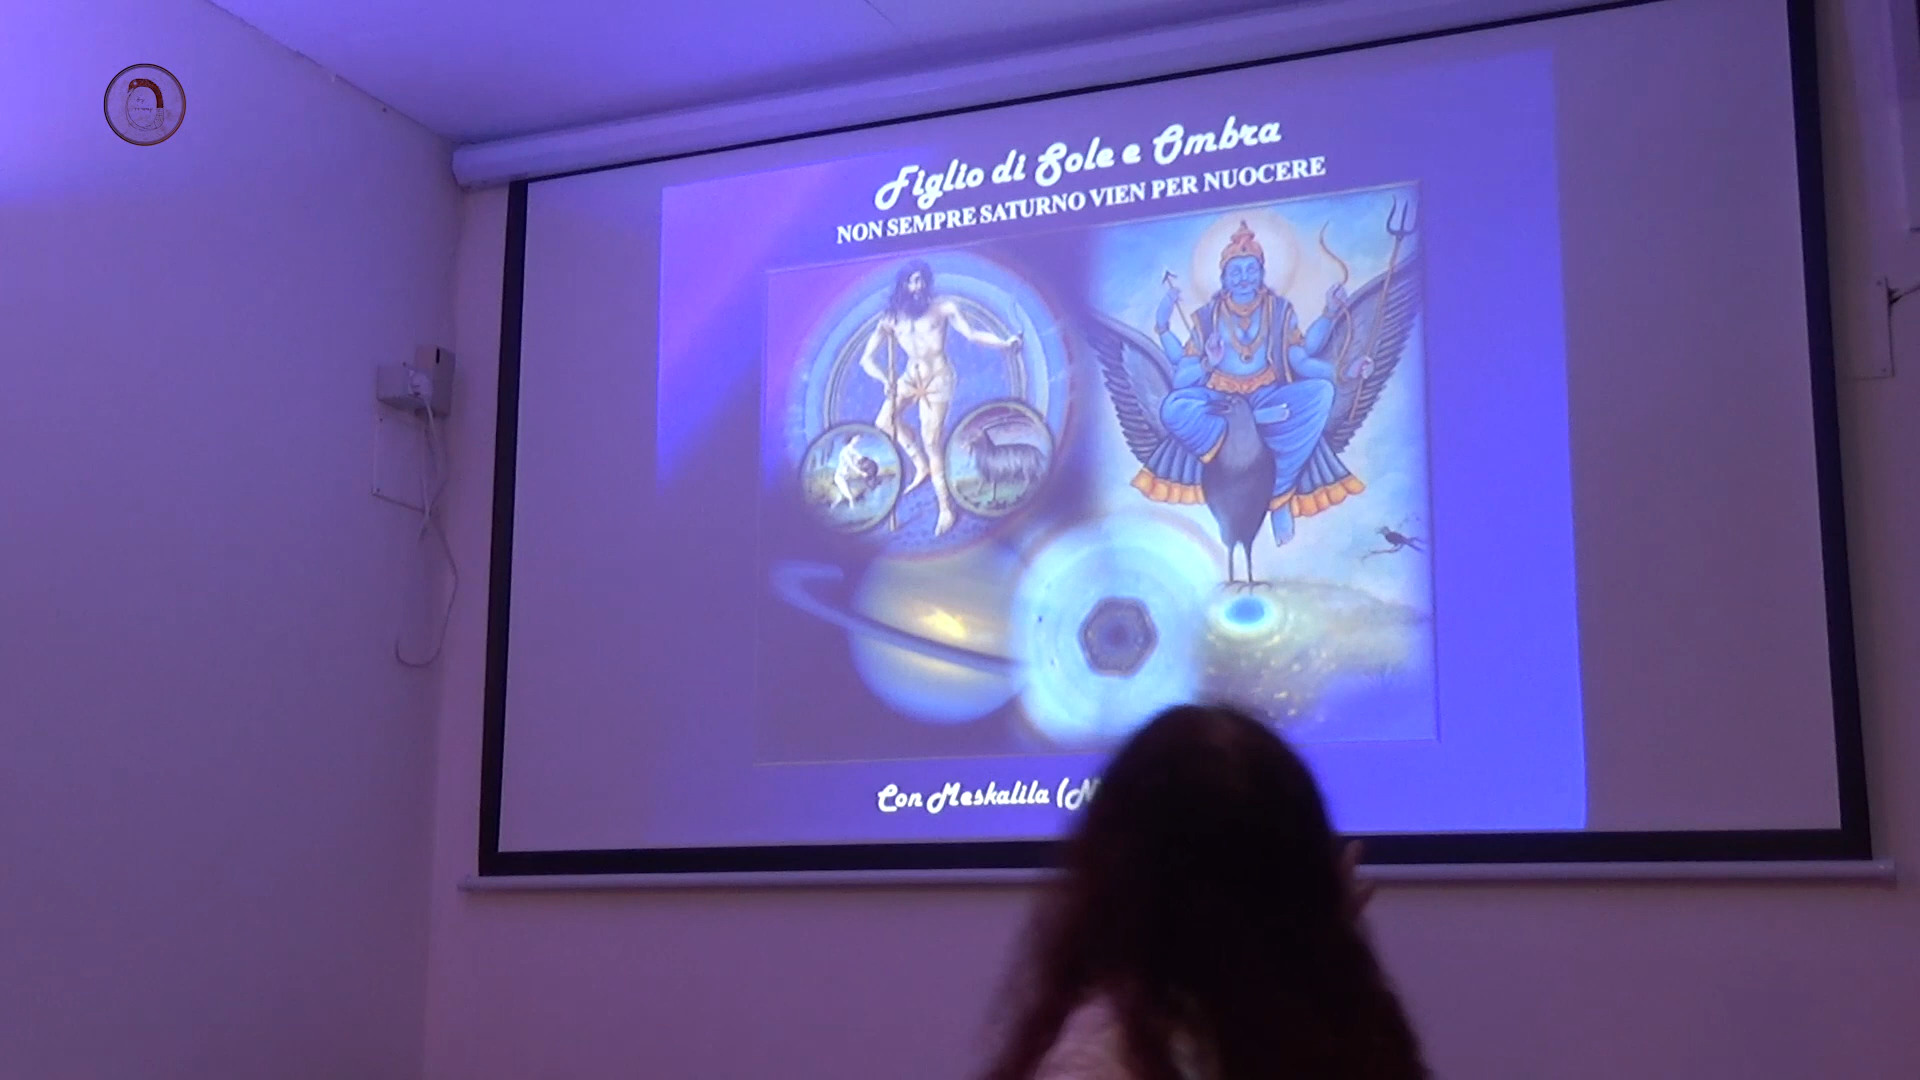 Figlio di Sole e Ombra
NON SEMPRE SATURNO VIEN PER NUOCERE
Con Meskalila